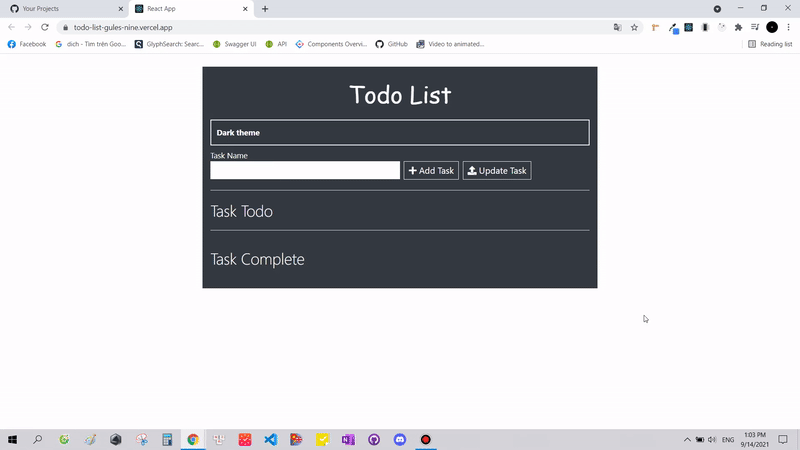 Your Projects
React App
todo-list-gules-nine.vercel.app
Facebook
dich - Tìm trên Goo...
GlyphSearch: Searc...
Swagger UI
API
Components Overvi...
GitHub
Video to animated...
Reading list
Todo List
Dark theme
Task Name
Add Task
Update Task
Task Todo
Task Complete
ENG
1:03 PM
9/14/2021